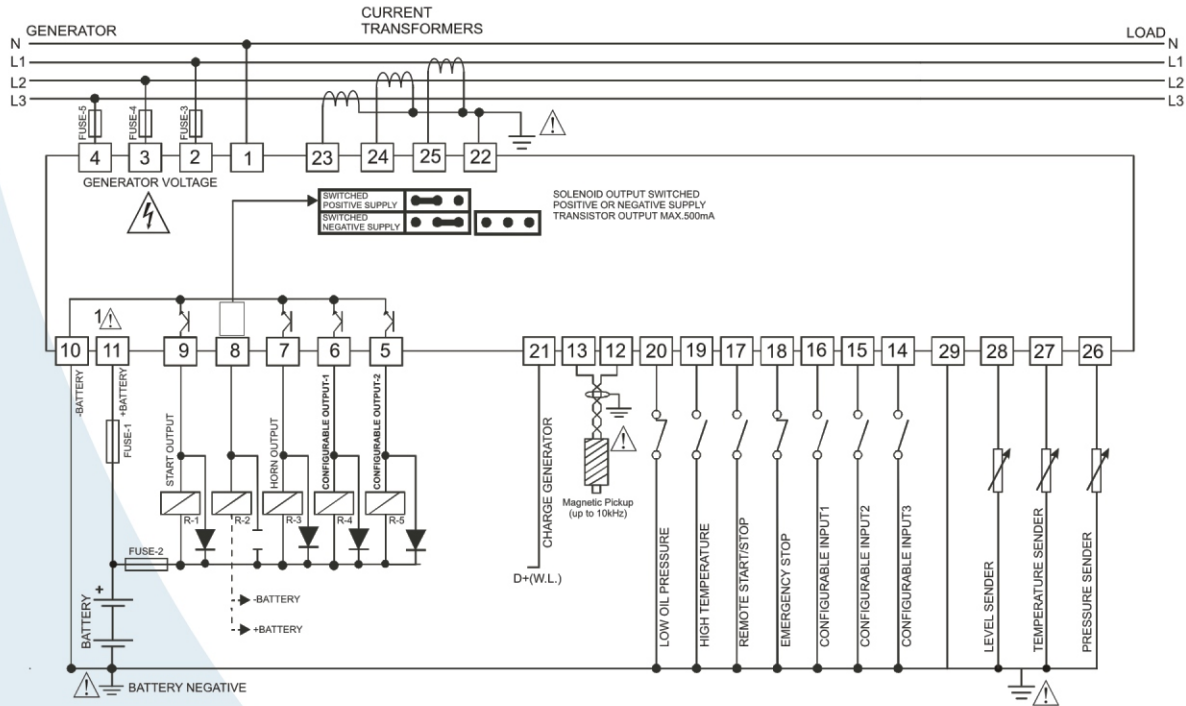 CURRENT
TRANSFORMERS
GENERATOR
LOAD
N
N
L1
L1
L2
L2
L3
L3
FUSE-5
FUSE-4
FUSE-3
4
3
2
1
23
24
25
22
GENERATOR VOLTAGE
SWITCHED
POSITIVE SUPPLY
SWITCHED
NEGATIVE SUPPLY
SOLENOID OUTPUT SWITCHED
POSITIVE OR NEGATIVE SUPPLY
TRANSISTOR OUTPUT MAX.500mA
1
10
11
9
8
7
6
5
21
13
12
20
19
17
18
16
15
14
29
28
27
26
-BATTERY
+BATTERY
FUSE-1
START OUTPUT
HORN OUTPUT
CONFIGURABLE OUTPUT-1
CONFIGURABLE OUTPUT-2
R-1
R-2
R-3
R-4
R-5
FUSE-2
-BATTERY
+BATTERY
+
BATTERY
BATTERY NEGATIVE
CHARGE GENERATOR
D+(W.L.)
Magnetic Pickup
(up to 10kHz)
LOW OIL PRESSURE
HIGH TEMPERATURE
REMOTE START/STOP
EMERGENCY STOP
CONFIGURABLE INPUT1
CONFIGURABLE INPUT2
CONFIGURABLE INPUT3
LEVEL SENDER
TEMPERATURE SENDER
PRESSURE SENDER